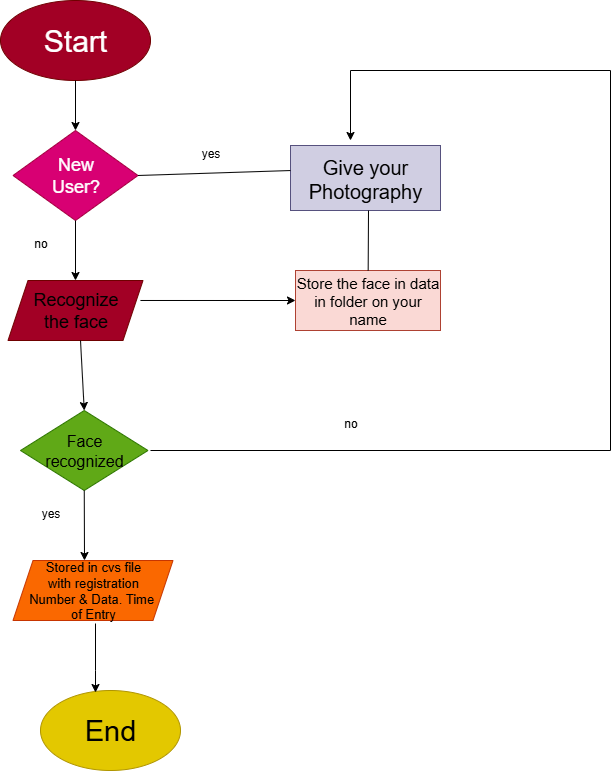 Start
New
User?
yes
Give your
Photography
no
Recognize
the face
Store the face in data
in folder on your
name
Face
recognized
no
yes
Stored in cvs file
with registration
Number & Data. Time
of Entry
End